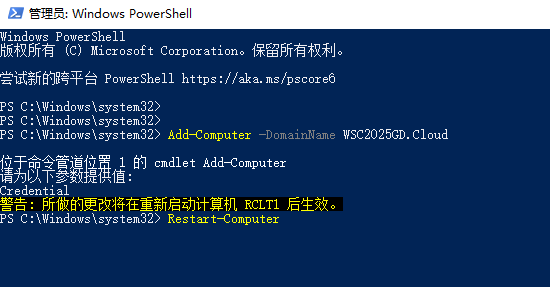 管理员: Windows PowerShell
Windows PowerShell
版权所有 (C) Microsoft Corporation。保留所有权利。
尝试新的跨平台 PowerShell https://aka.ms/pscore6
PS C:\Windows\system32>
PS C:\Windows\system32>
PS C:\Windows\system32> Add-Computer -DomainName WSC2025GD.Cloud
位于命令管道位置 1 的 cmdlet Add-Computer
请为以下参数提供值:
Credential
警告: 所做的更改将在重新启动计算机 RCLT1 后生效。
PS C:\Windows\system32> Restart-Computer